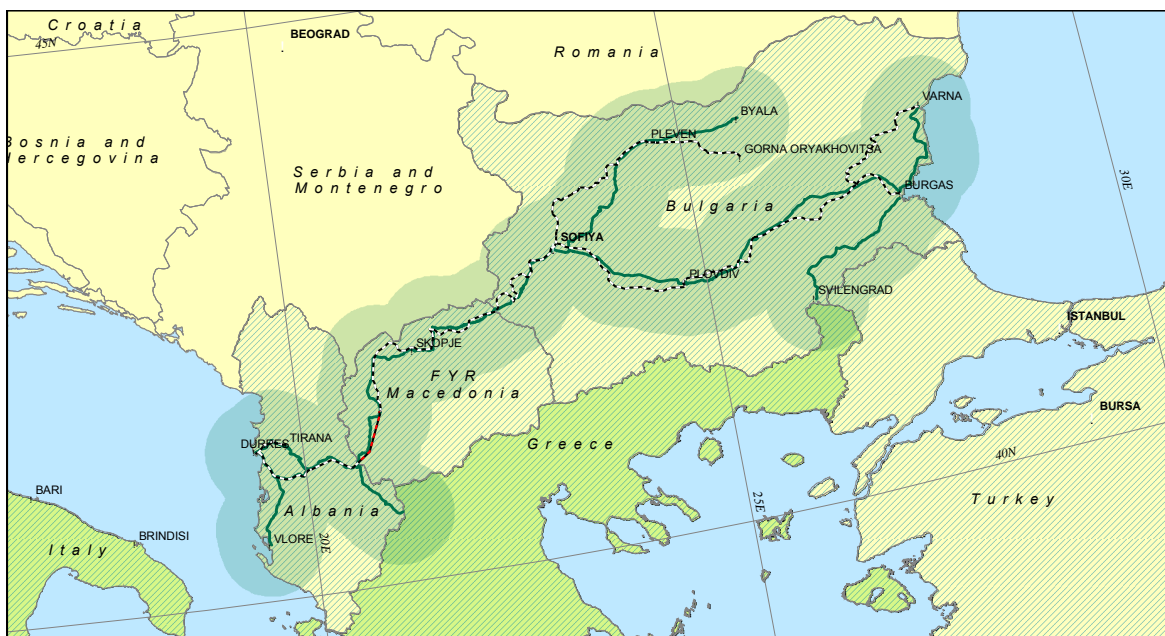 Croatia
45N
BEOGRAD
Romania
Bosnia and
Hercegovina
Serbia and
Montenegro
BYALA
VARNA
PLEVEN
GORNA ORYAKHOVITSA
30E
BURGAS
Bulgaria
SOFIYA
PLOVDIV
SVILENGRAD
ISTANBUL
SKOPJE
FYR
Macedonia
BURSA
TIRANA
DURRES
Greece
40N
BARI
25E
Turkey
Albania
BRINDISI
VLORE
20E
Italy